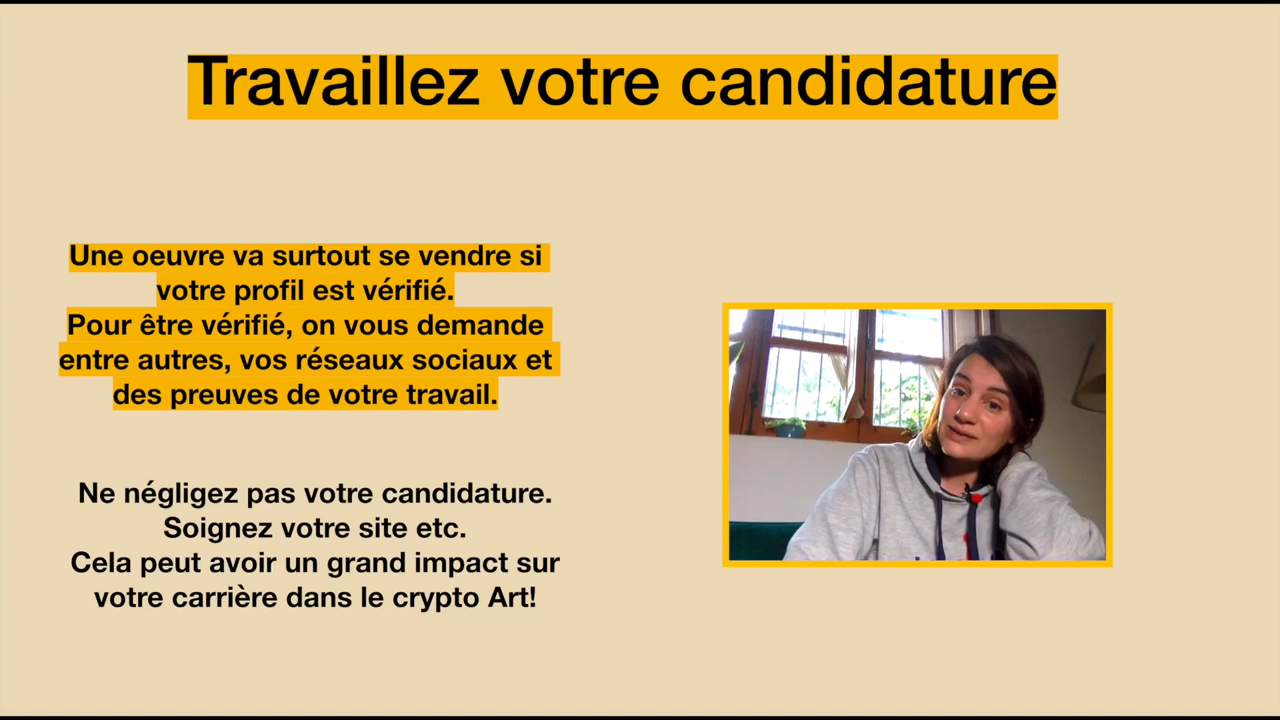 Travaillez votre candidature
Une oeuvre va surtout se vendre si
votre profil est vérifié.
Pour être vérifié, on vous demande
entre autres, vos réseaux sociaux et
des preuves de votre travail.
Ne négligez pas votre candidature.
Soignez votre site etc.
Cela peut avoir un grand impact sur
votre carrière dans le crypto Art!